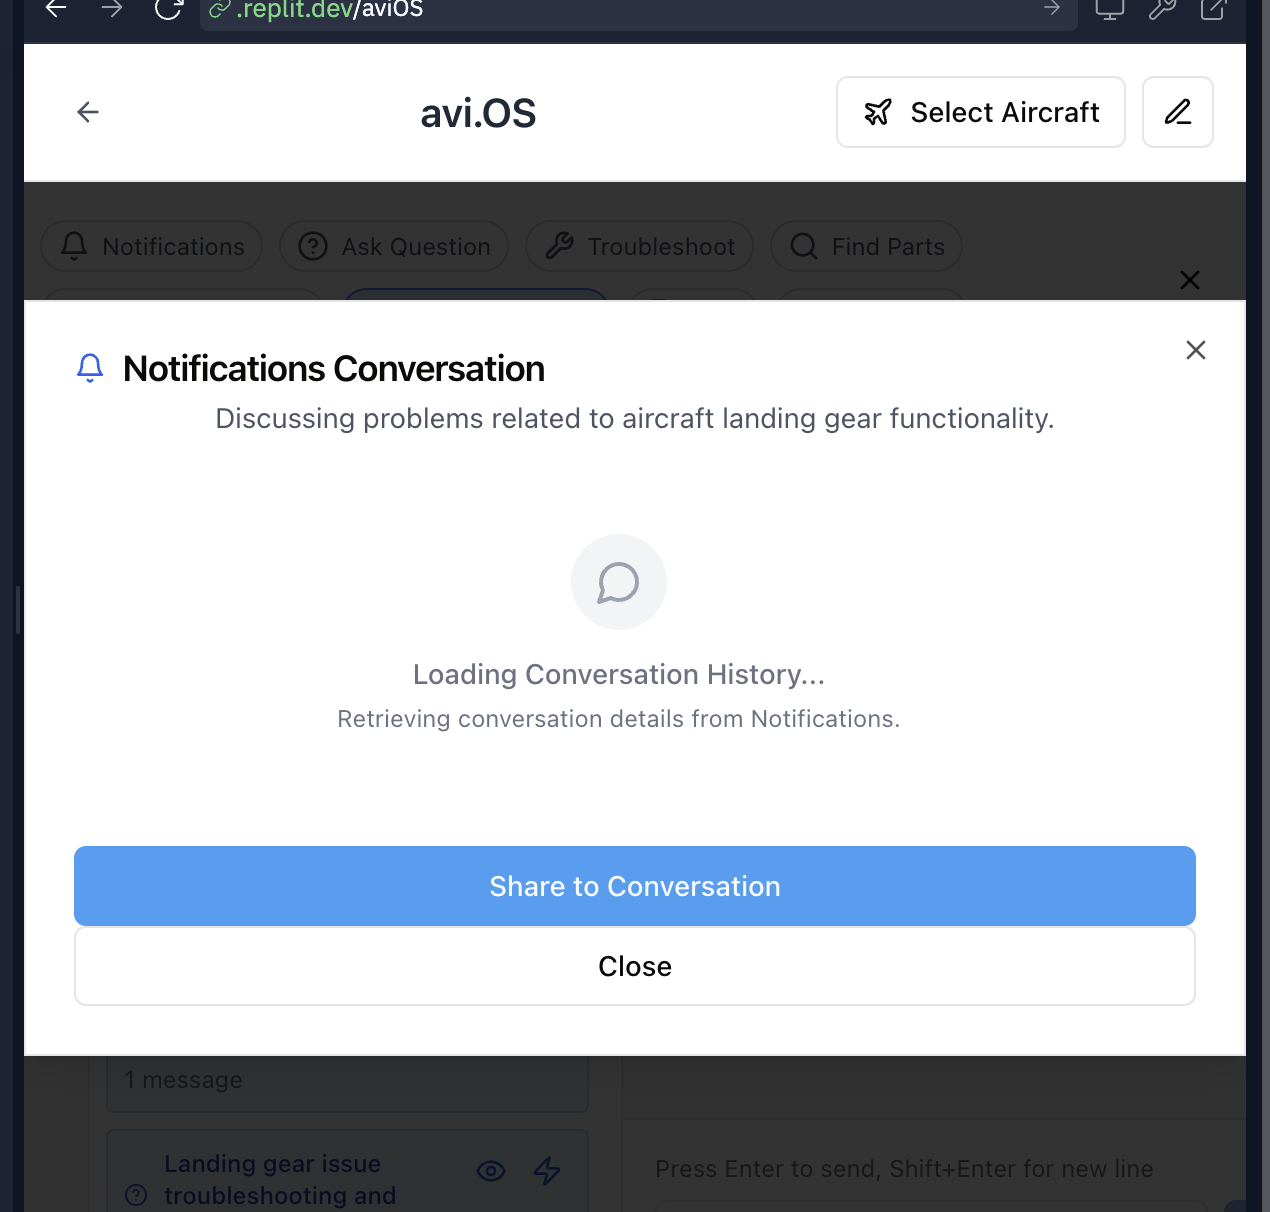 .replit.dev/aviOS
avi.OS
Select Aircraft
Notifications
Ask Question
Troubleshoot
Find Parts
Notifications Conversation
Discussing problems related to aircraft landing gear functionality.
Loading Conversation History...
Retrieving conversation details from Notifications.
Share to Conversation
Close
1 message
Landing gear issue
troubleshooting and
Press Enter to send, Shift+Enter for new line